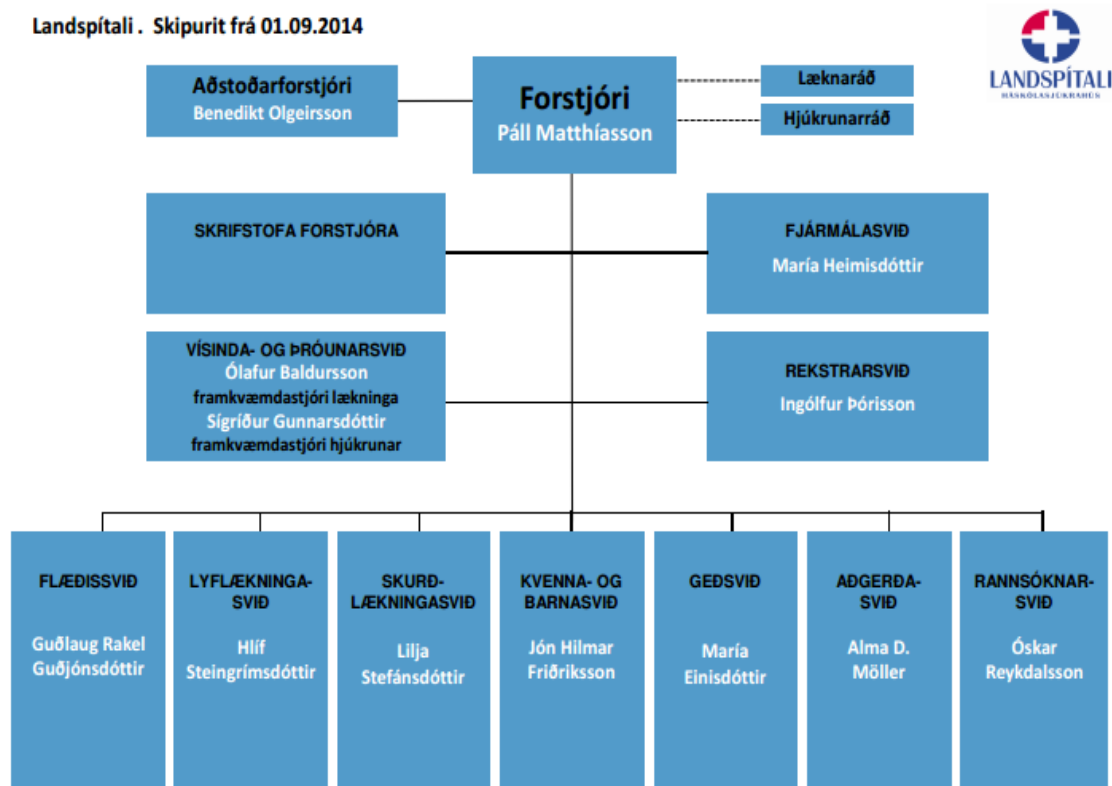 Landspítali . Skipurit frá 01.09.2014
LANDSPÍTALI
HÁSKÓLASJÚKRAHÚS
Aðstoðarforstjóri
Benedikt Olgeirsson
Forstjóri
Páll Matthíasson
Læknaráð
Hjúkrunarráð
SKRIFSTOFA FORSTJÓRA
FJÁRMÁLASVIÐ
María Heimisdóttir
VÍSINDA- OG ÞRÓUNARSVIÐ
Ólafur Baldursson
framkvæmdastjóri lækninga
Sígríður Gunnarsdóttir
framkvæmdastjóri hjúkrunar
REKSTRARSVIÐ
Ingólfur Þórisson
FLÆÐISSVIÐ
Guðlaug Rakel
Guðjónsdóttir
LYFLÆKNINGA-
SVIÐ
Hlíf
Steingrímsdóttir
SKURÐ-
LÆKNINGASVIÐ
Lilja
Stefánsdóttir
KVENNA- OG
BARNASVIÐ
Jón Hilmar
Friðriksson
GEÐSVIÐ
María
Einisdóttir
AÐGERÐA-
SVIÐ
Alma D.
Möller
RANNSÓKNAR-
SVIÐ
Óskar
Reykdalsson